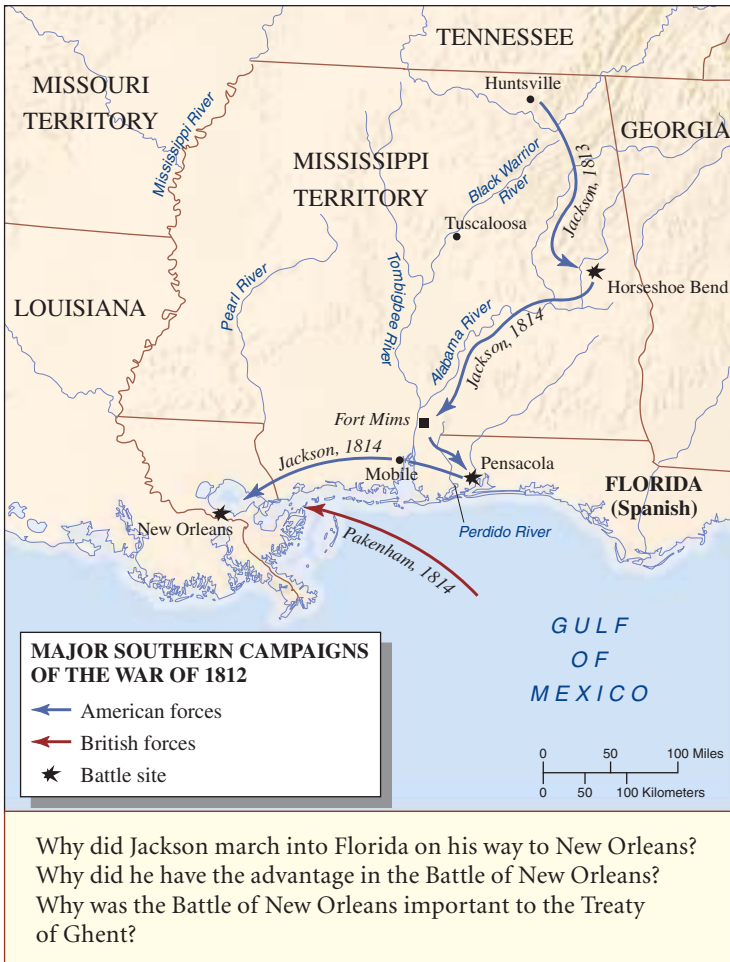 TENNESSEE
MISSOURI
TERRITORY
Mississippi River
Huntsville
GEORGIA
MISSISSIPPI
TERRITORY
Black Warrior
River
Jackson, 1813
Tuscaloosa
Tombigbee River
Pearl River
LOUISIANA
Horseshoe Bend
Alabama River
Jackson, 1814
Fort Mims
Jackson, 1814
Mobile
Pensacola
FLORIDA
(Spanish)
New Orleans
Perdido River
Pakenham, 1814
GULF
OF
MEXICO
MAJOR SOUTHERN CAMPAIGNS
OF THE WAR OF 1812
American forces
British forces
Battle site
0 50 100 Miles
0 50 100 Kilometers
Why did Jackson march into Florida on his way to New Orleans?
Why did he have the advantage in the Battle of New Orleans?
Why was the Battle of New Orleans important to the Treaty
of Ghent?